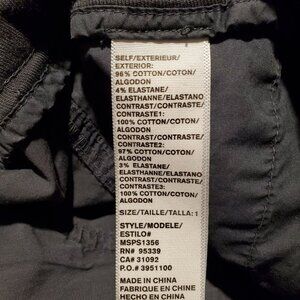 SELF/EXTERIEUR/
EXTERIOR:
96% COTTON/COTON/
ALGODON
4% ELASTANE/
ELASTHANNE/ELASTANO
CONTRAST/CONTRASTE/
CONTRASTE1:
100% COTTON/COTON/
ALGODON
CONTRAST/CONTRASTE/
CONTRASTE2:
97% COTTON/COTON/
ALGODON
3% ELASTANE/
ELASTHANNE/ELASTANO
CONTRAST/CONTRASTE/
CONTRASTE3:
100% COTTON/COTON/
ALGODON
SIZE/TAILLE/TALLA: 1
STYLE/MODELE/
ESTILO#
MSPS1356
RN# 95339
CA# 31092
P.O.# 3951100
MADE IN CHINA
FABRIQUE EN CHINE
HECHO EN CHINA